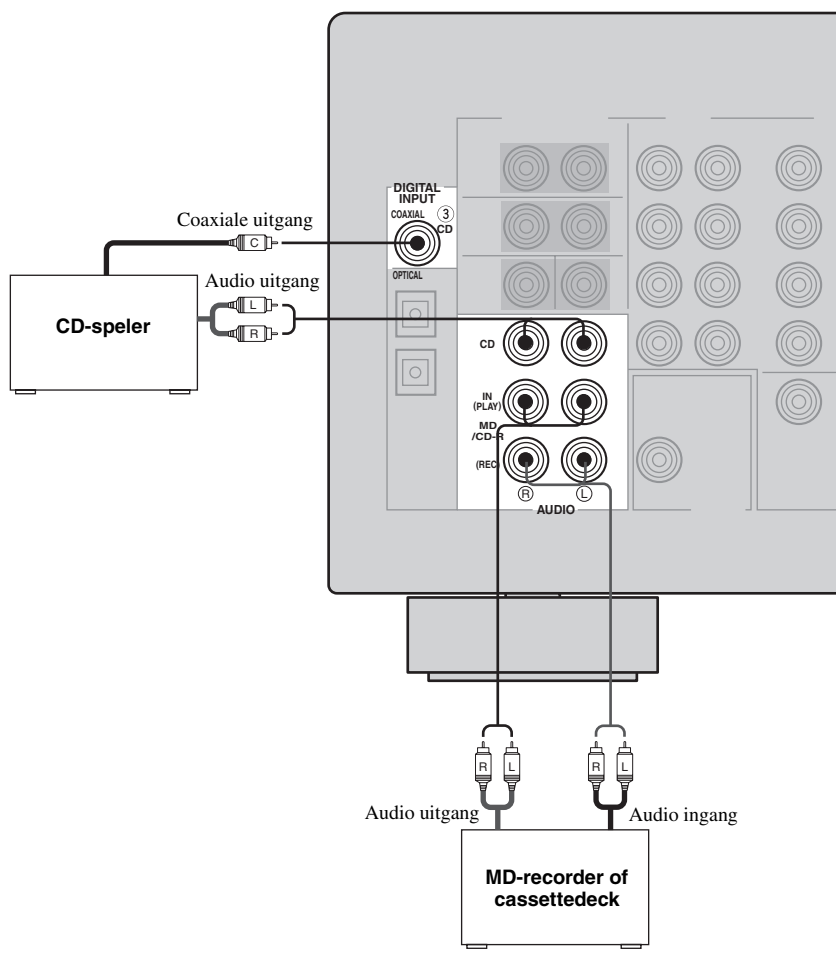 DIGITAL
INPUT
COAXIAL
3
CD
Coaxiale uitgang
C
OPTICAL
Audio uitgang
L
R
CD-speler
CD
IN
(PLAY)
MD
/CD-R
(REC)
R
L
AUDIO
R
L
R
L
Audio uitgang
Audio ingang
MD-recorder of
cassettedeck